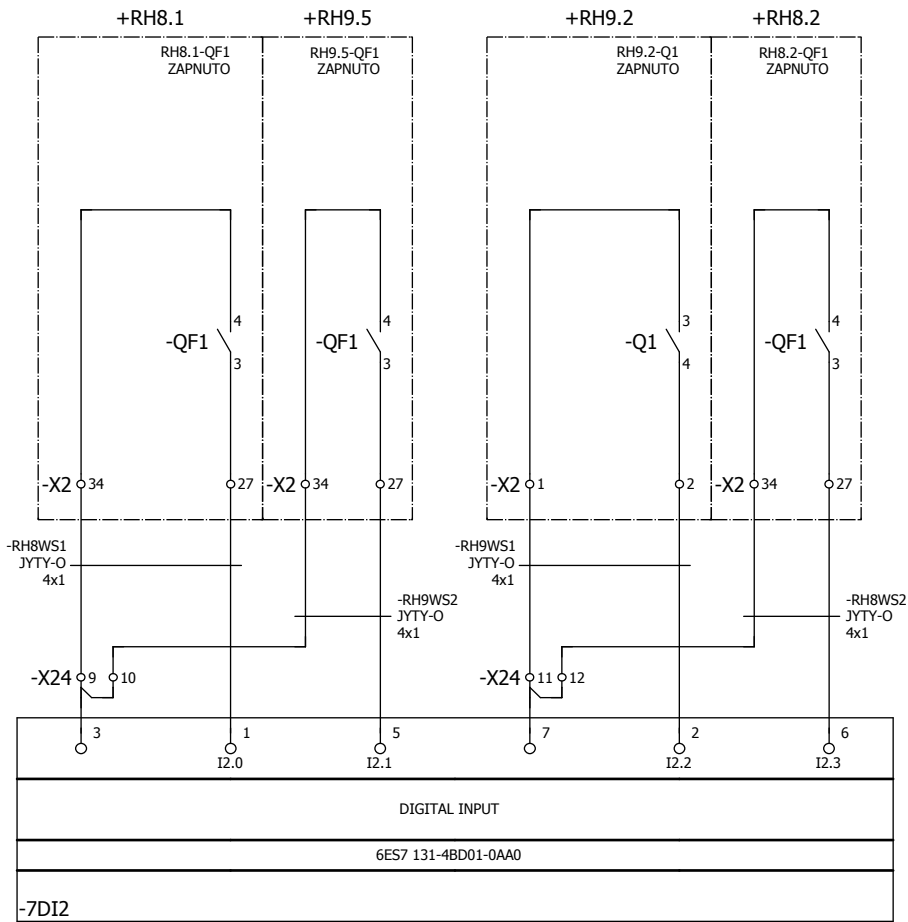 +RH8.1 +RH9.5 +RH9.2 +RH8.2
RH8.1-QF1 RH9.5-QF1 RH9.2-Q1 RH8.2-QF1
ZAPNUTO ZAPNUTO ZAPNUTO ZAPNUTO
4 4 3 4
-QF1 -QF1 -Q1 -QF1
3 3 4 3
-X2 34 27 -X2 34 27 -X2 1 2 -X2 34 27
-RH8WS1
JYTY-O
4x1
-RH9WS1
JYTY-O
4x1
-RH9WS2
JYTY-O
4x1
-RH8WS2
JYTY-O
4x1
-X24 9 10 -X24 11 12
3 1 5 7 2 6
I2.0 I2.1 I2.2 I2.3
DIGITAL INPUT
6ES7 131-4BD01-0AA0
-7DI2